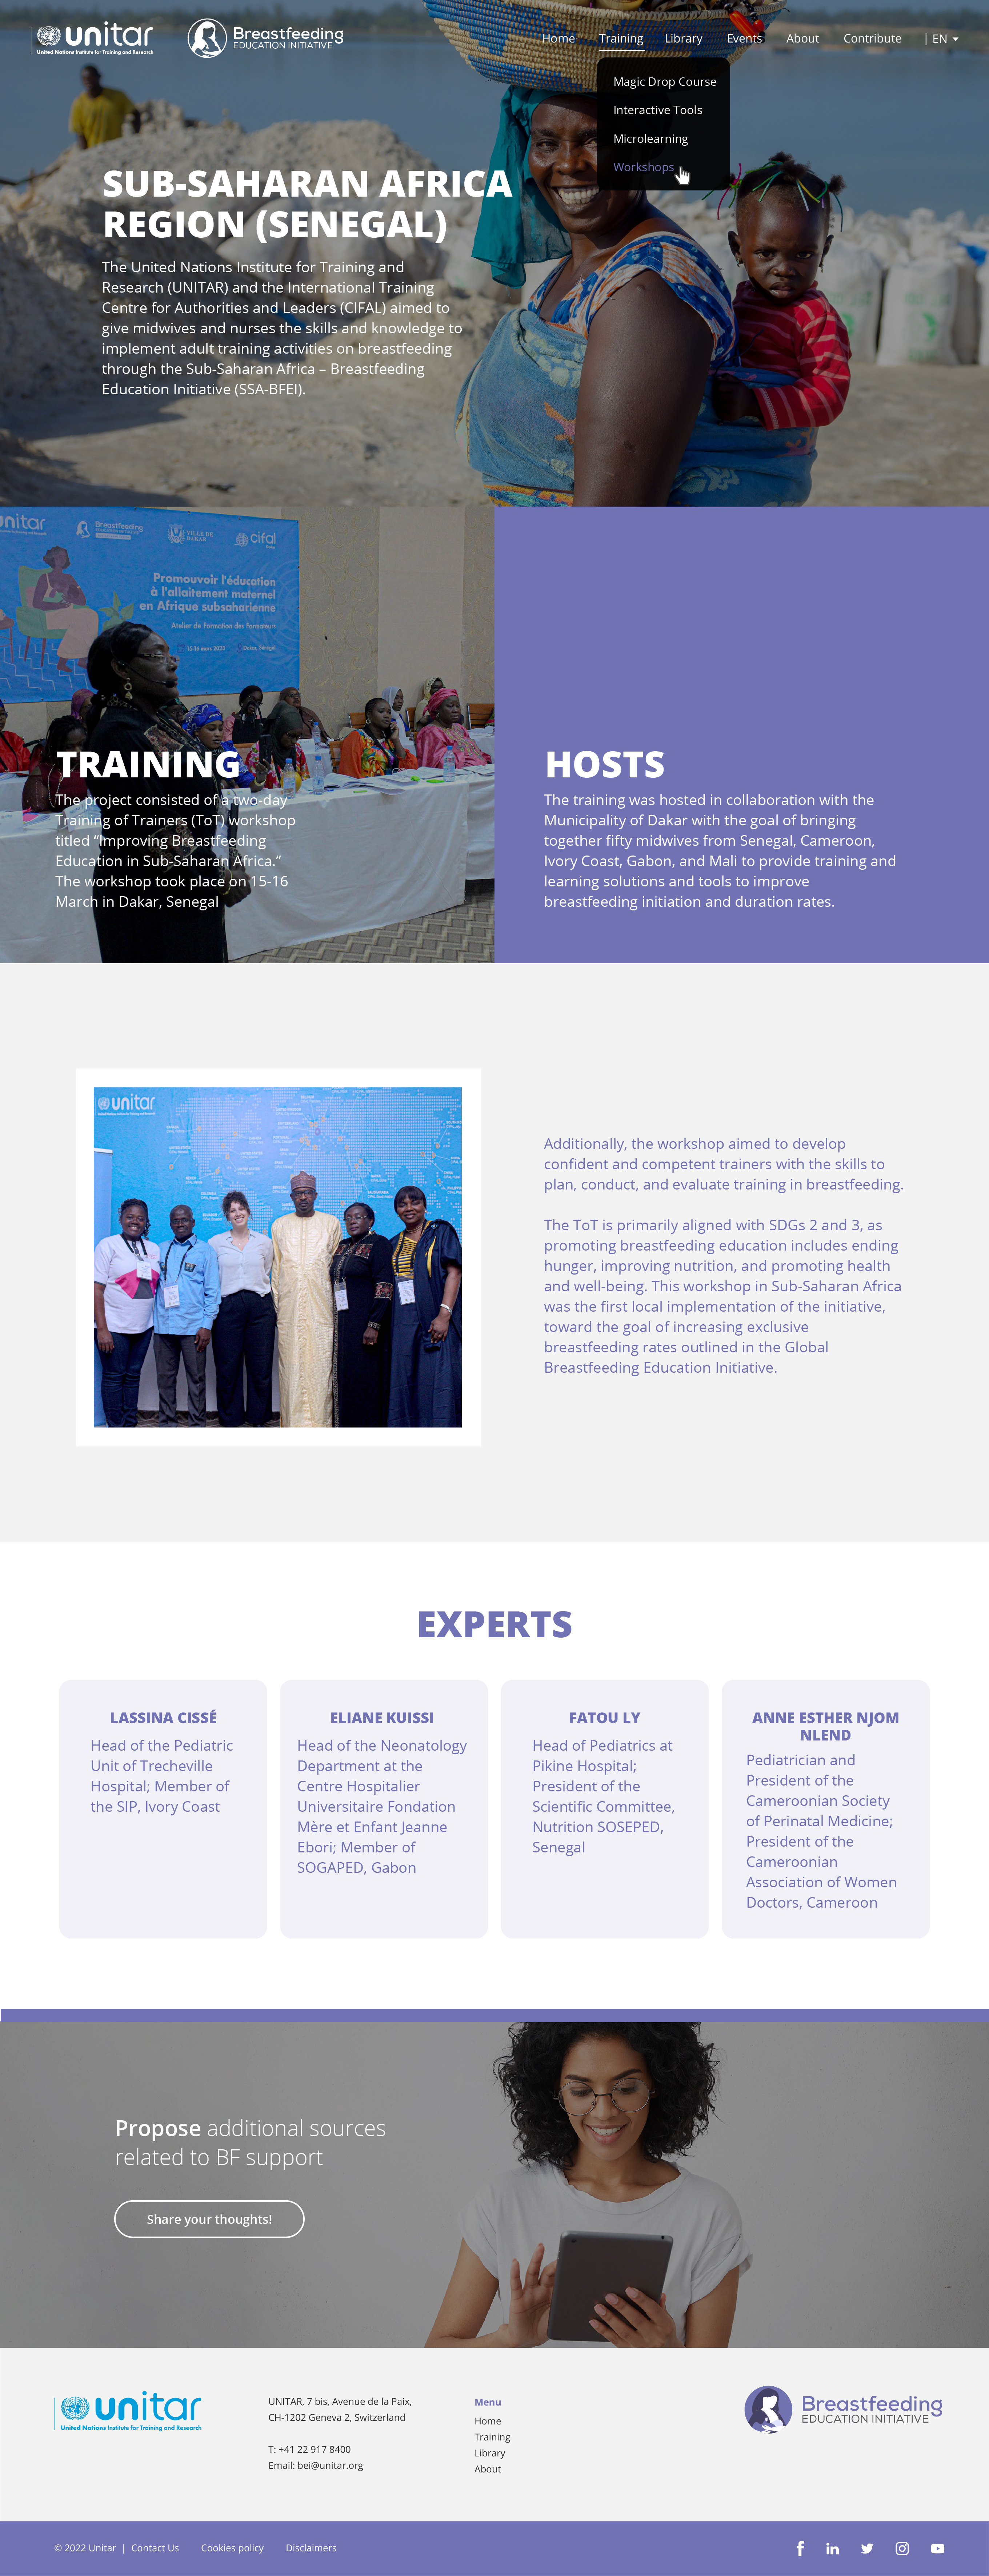 unitar
United Nations Institute for Training and Research
Breastfeeding
EDUCATION INITIATIVE
Home
Training
Library
Events
About
Contribute
| EN
Magic Drop Course
Interactive Tools
Microlearning
Workshops
SUB-SAHARAN AFRICA
REGION (SENEGAL)
The United Nations Institute for Training and
Research (UNITAR) and the International Training
Centre for Authorities and Leaders (CIFAL) aimed to
give midwives and nurses the skills and knowledge to
implement adult training activities on breastfeeding
through the Sub-Saharan Africa – Breastfeeding
Education Initiative (SSA-BFEI).
unitar
Breastfeeding
VILLE DE
DAKAR
cifal
Promouvoir l'éducation
à l'allaitement maternel
en Afrique subsaharienne
Atelier de Formation des Formateurs
15-16 mars 2023
Dakar, Sénégal
TRAINING
The project consisted of a two-day
Training of Trainers (ToT) workshop
titled “Improving Breastfeeding
Education in Sub-Saharan Africa.”
The workshop took place on 15-16
March in Dakar, Senegal
HOSTS
The training was hosted in collaboration with the
Municipality of Dakar with the goal of bringing
together fifty midwives from Senegal, Cameroon,
Ivory Coast, Gabon, and Mali to provide training and
learning solutions and tools to improve
breastfeeding initiation and duration rates.
unitar
Additionally, the workshop aimed to develop
confident and competent trainers with the skills to
plan, conduct, and evaluate training in breastfeeding.
The ToT is primarily aligned with SDGs 2 and 3, as
promoting breastfeeding education includes ending
hunger, improving nutrition, and promoting health
and well-being. This workshop in Sub-Saharan Africa
was the first local implementation of the initiative,
toward the goal of increasing exclusive
breastfeeding rates outlined in the Global
Breastfeeding Education Initiative.
EXPERTS
LASSINA CISSÉ
Head of the Pediatric
Unit of Trecheville
Hospital; Member of
the SIP, Ivory Coast
ELIANE KUISSI
Head of the Neonatology
Department at the
Centre Hospitalier
Universitaire Fondation
Mère et Enfant Jeanne
Ebori; Member of
SOGAPED, Gabon
FATOU LY
Head of Pediatrics at
Pikine Hospital;
President of the
Scientific Committee,
Nutrition SOSEPED,
Senegal
ANNE ESTHER NJOM
NLEND
Pediatrician and
President of the
Cameroonian Society
of Perinatal Medicine;
President of the
Cameroonian
Association of Women
Doctors, Cameroon
Propose additional sources
related to BF support
Share your thoughts!
unitar
United Nations Institute for Training and Research
UNITAR, 7 bis, Avenue de la Paix,
CH-1202 Geneva 2, Switzerland
T: +41 22 917 8400
Email: bei@unitar.org
Menu
Home
Training
Library
About
Breastfeeding
EDUCATION INITIATIVE
© 2022 Unitar | Contact Us
Cookies policy
Disclaimers